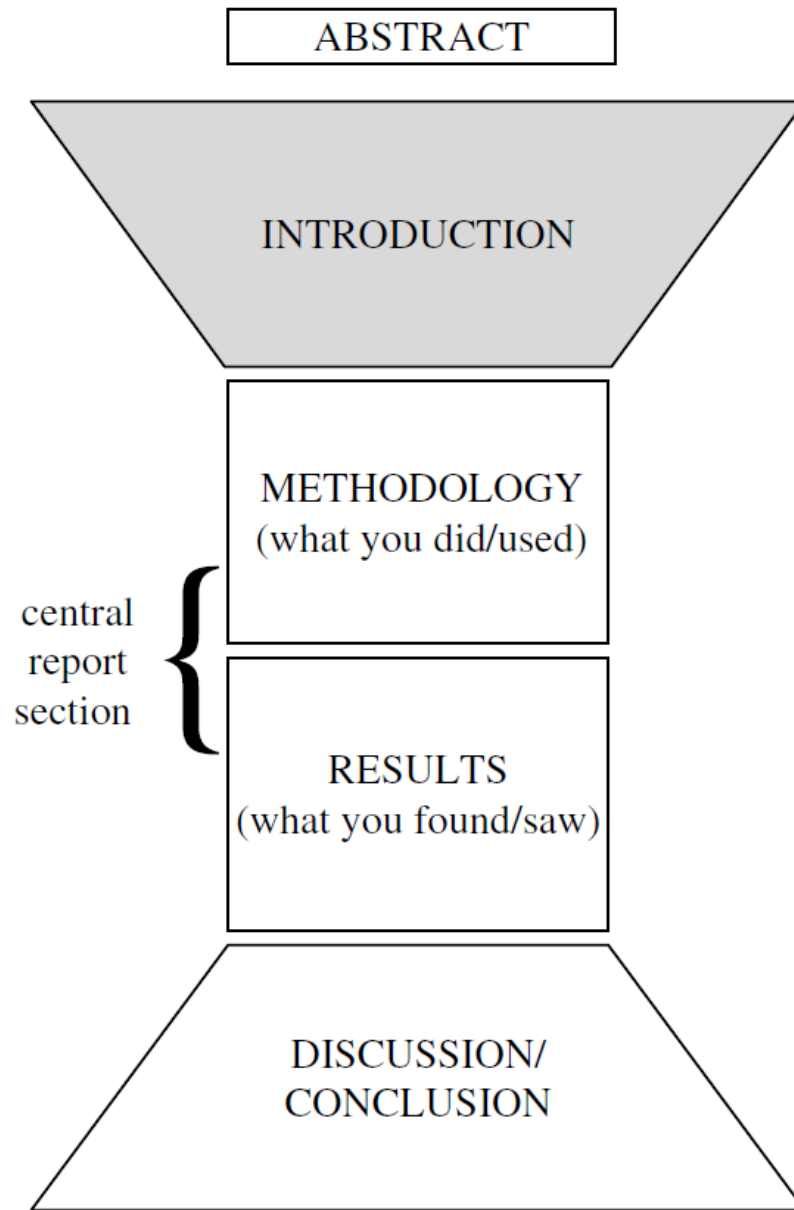 ABSTRACT
INTRODUCTION
METHODOLOGY
(what you did/used)
central
report
section
RESULTS
(what you found/saw)
DISCUSSION/
CONCLUSION